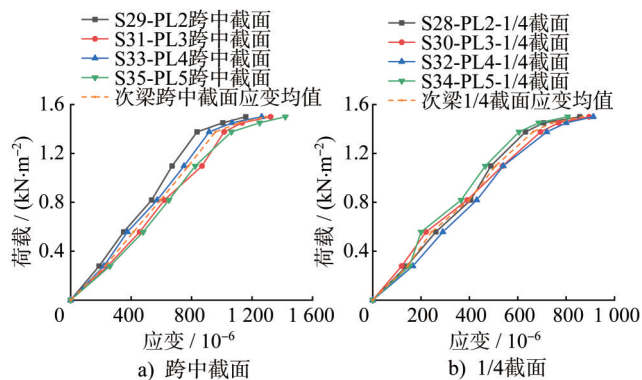 S29-PL2跨中截面
S31-PL3跨中截面
S33-PL4跨中截面
S35-PL5跨中截面
次梁跨中截面应变均值
1.6
1.2
0.8
0.4
荷载 / (kN·m⁻²)
0 400 800 1 200 1 600
应变 / 10⁻⁶
a) 跨中截面
S28-PL2-1/4截面
S30-PL3-1/4截面
S32-PL4-1/4截面
S34-PL5-1/4截面
次梁1/4截面应变均值
1.6
1.2
0.8
0.4
荷载 / (kN·m⁻²)
0 200 400 600 800 1 000
应变 / 10⁻⁶
b) 1/4截面